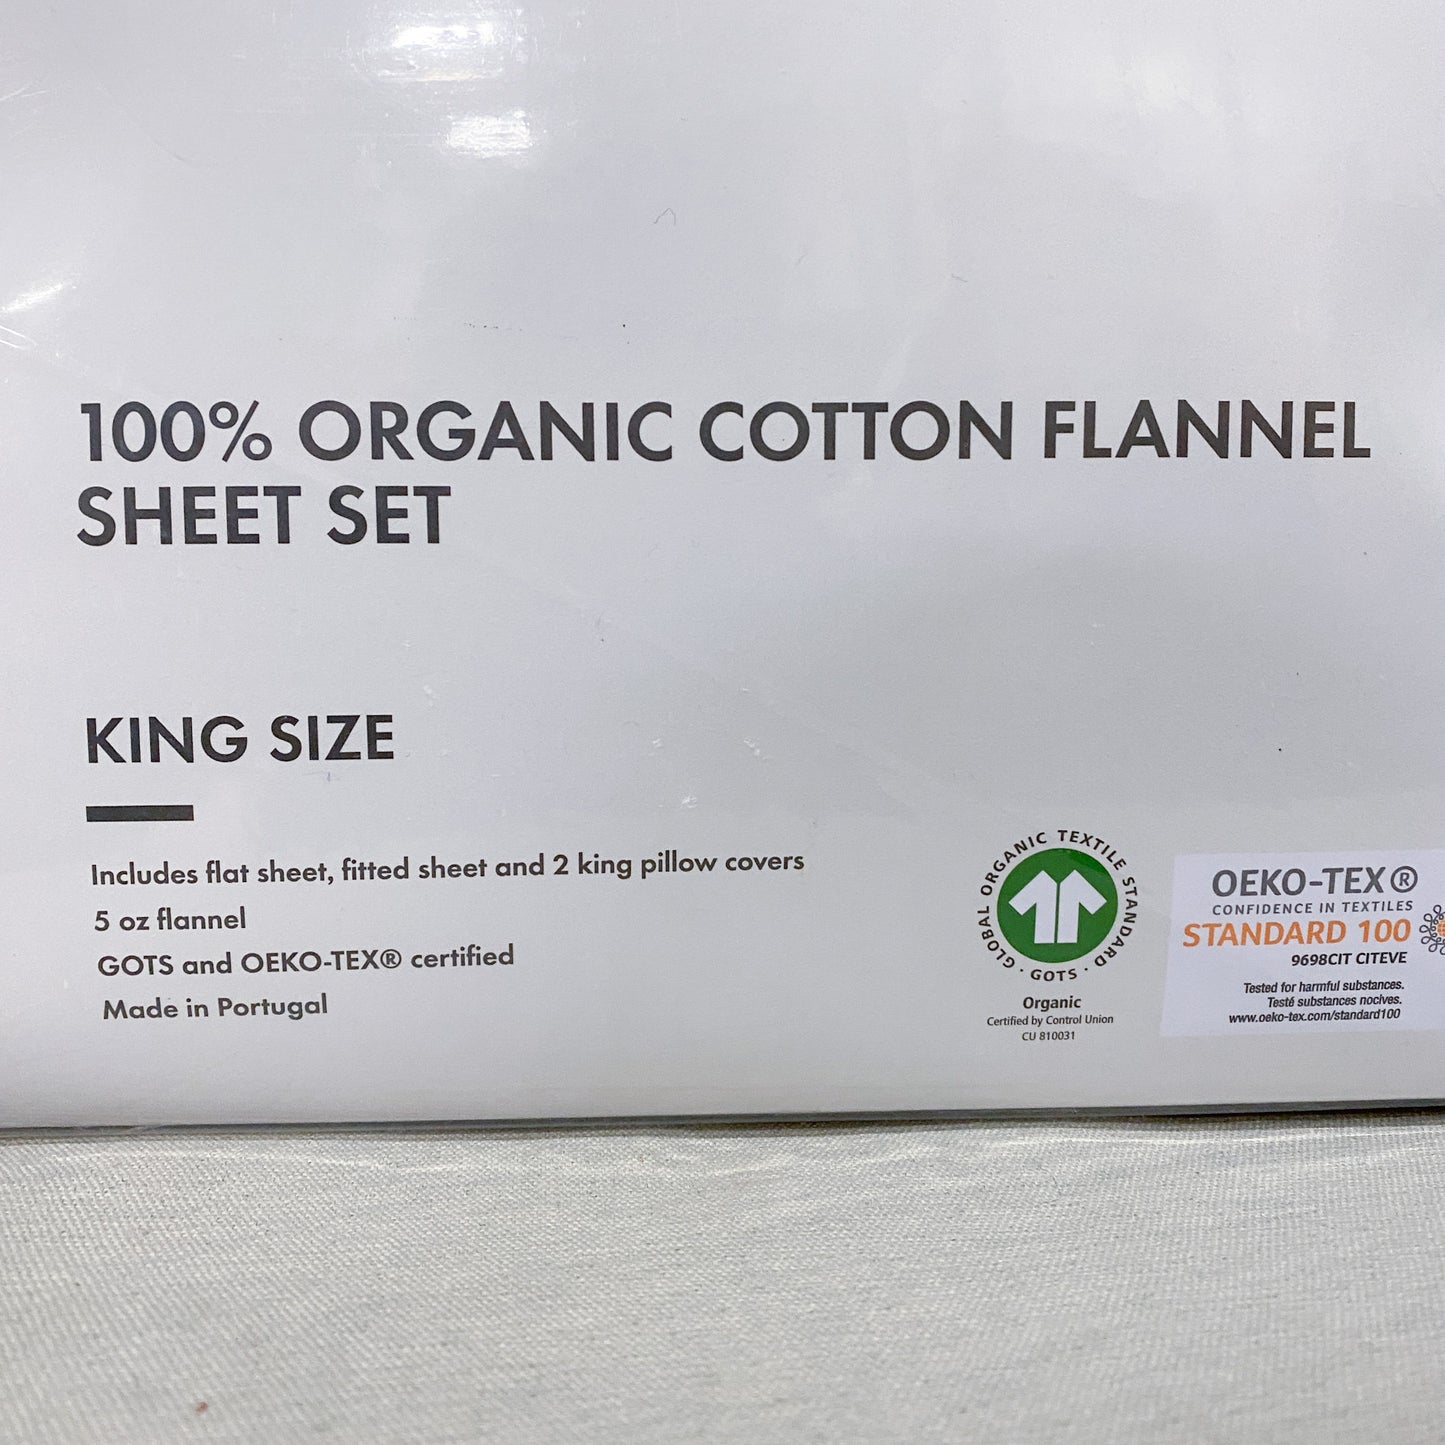 100% ORGANIC COTTON FLANNEL
SHEET SET
KING SIZE
Includes flat sheet, fitted sheet and 2 king pillow covers
5 oz flannel
GOTS and OEKO-TEX® certified
Made in Portugal
GLOBAL ORGANIC TEXTILE STANDARD · GOTS ·
Organic
Certified by Control Union
CU 810031
OEKO-TEX®
CONFIDENCE IN TEXTILES
STANDARD 100
9698CIT CITEVE
Tested for harmful substances.
Testé substances nocives.
www.oeko-tex.com/standard100